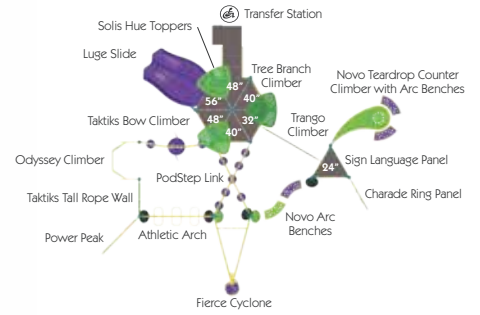 Transfer Station
Solis Hue Toppers
Luge Slide
Tree Branch
Climber
Novo Teardrop Counter
Climber with Arc Benches
48"
56"
40"
48"
32"
40"
Taktiks Bow Climber
Trango
Climber
Odyssey Climber
PodStep Link
24"
Sign Language Panel
Taktiks Tall Rope Wall
Charade Ring Panel
Power Peak
Athletic Arch
Novo Arc
Benches
Fierce Cyclone